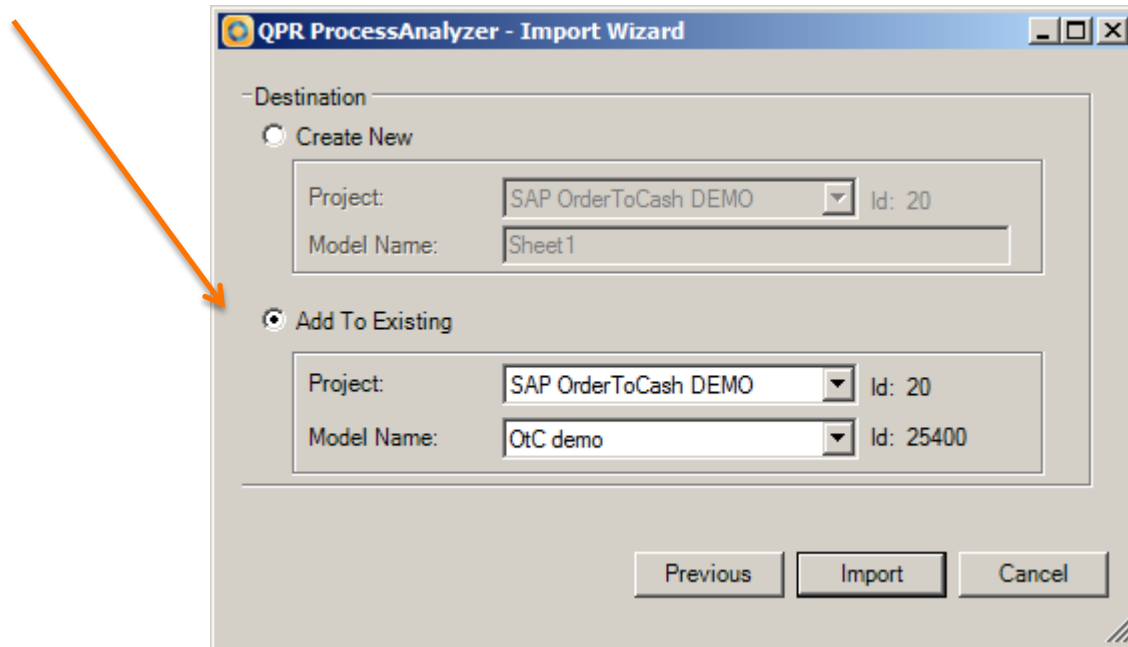 QPR ProcessAnalyzer - Import Wizard
Destination
Create New
Project: SAP OrderToCash DEMO Id: 20
Model Name: Sheet1
Add To Existing
Project: SAP OrderToCash DEMO Id: 20
Model Name: OtC demo Id: 25400
Previous Import Cancel